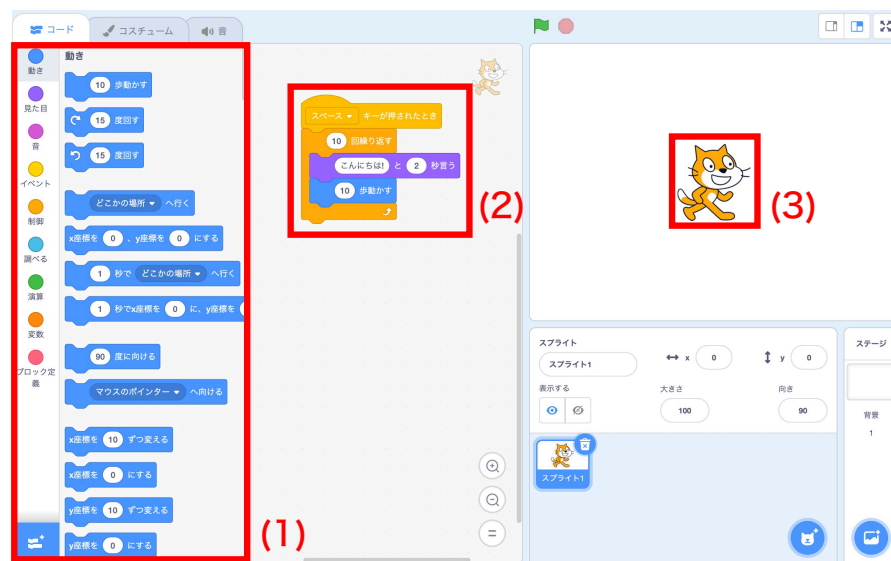 コード
コスチューム
音
動き
見た目
音
イベント
制御
調べる
演算
変数
ブロック定
義
動き
10 歩動かす
15 度回す
15 度回す
どこかの場所 へ行く
x座標を 0 、y座標を 0 にする
1 秒で どこかの場所 へ行く
1 秒でx座標を 0 に、y座標を
90 度に向ける
マウスのポインター へ向ける
x座標を 10 ずつ変える
x座標を 0 にする
y座標を 10 ずつ変える
y座標を 0 にする
(1)
スペース キーが押されたとき
10 回繰り返す
こんにちは! と 2 秒言う
10 歩動かす
(2)
(3)
スプライト
スプライト1
x 0
y 0
表示する
大きさ
100
向き
90
スプライト1
ステージ
背景
1